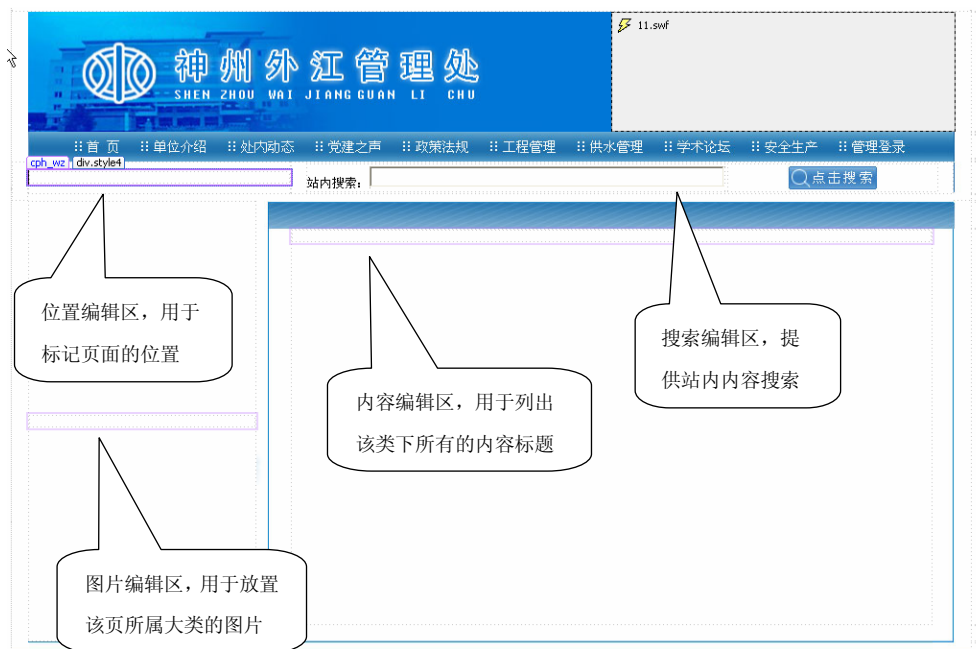 11.swf
神州外江管理处
SHEN ZHOU WAI JIANG GUAN LI CHU
::首 页 ::单位介绍 ::处内动态 ::党建之声 ::政策法规 ::工程管理 ::供水管理 ::学术论坛 ::安全生产 ::管理登录
cph_wz div.style4
站内搜索： 点击搜索
位置编辑区，用于
标记页面的位置
搜索编辑区，提
供站内内容搜索
内容编辑区，用于列出
该类下所有的内容标题
图片编辑区，用于放置
该页所属大类的图片